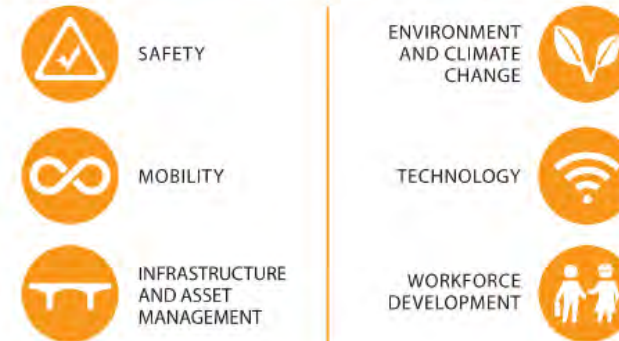 SAFETY
MOBILITY
INFRASTRUCTURE
AND ASSET
MANAGEMENT
ENVIRONMENT
AND CLIMATE
CHANGE
TECHNOLOGY
WORKFORCE
DEVELOPMENT